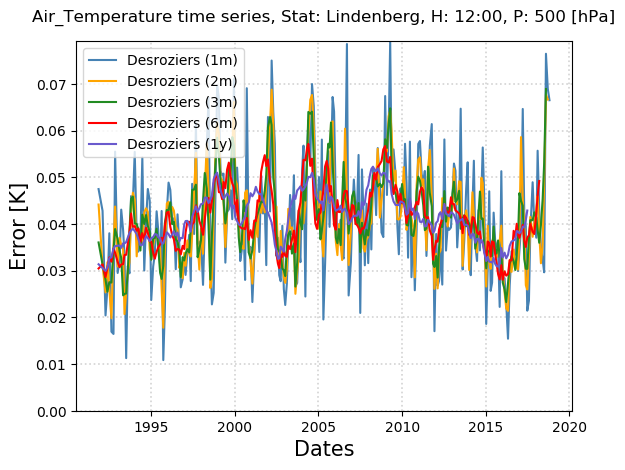 Air_Temperature time series, Stat: Lindenberg, H: 12:00, P: 500 [hPa]
Desroziers (1m)
Desroziers (2m)
Desroziers (3m)
Desroziers (6m)
Desroziers (1y)
0.07
0.06
0.05
0.04
0.03
0.02
0.01
0.00
Error [K]
1995 2000 2005 2010 2015 2020
Dates